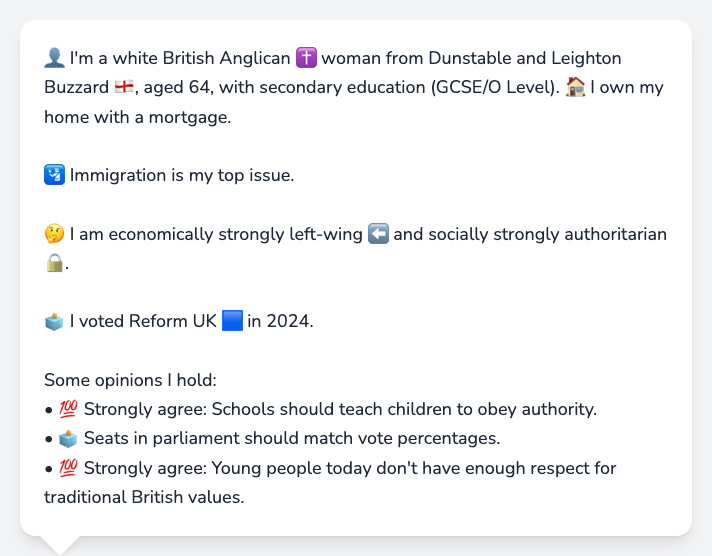 👤 I'm a white British Anglican ✝️ woman from Dunstable and Leighton
Buzzard 🏴󠁧󠁢󠁥󠁮󠁧󠁿, aged 64, with secondary education (GCSE/O Level). 🏠 I own my
home with a mortgage.
🛂 Immigration is my top issue.
🤔 I am economically strongly left-wing ⬅️ and socially strongly authoritarian
🔒.
🗳️ I voted Reform UK 🟦 in 2024.
Some opinions I hold:
• 💯 Strongly agree: Schools should teach children to obey authority.
• 🗳️ Seats in parliament should match vote percentages.
• 💯 Strongly agree: Young people today don't have enough respect for
traditional British values.